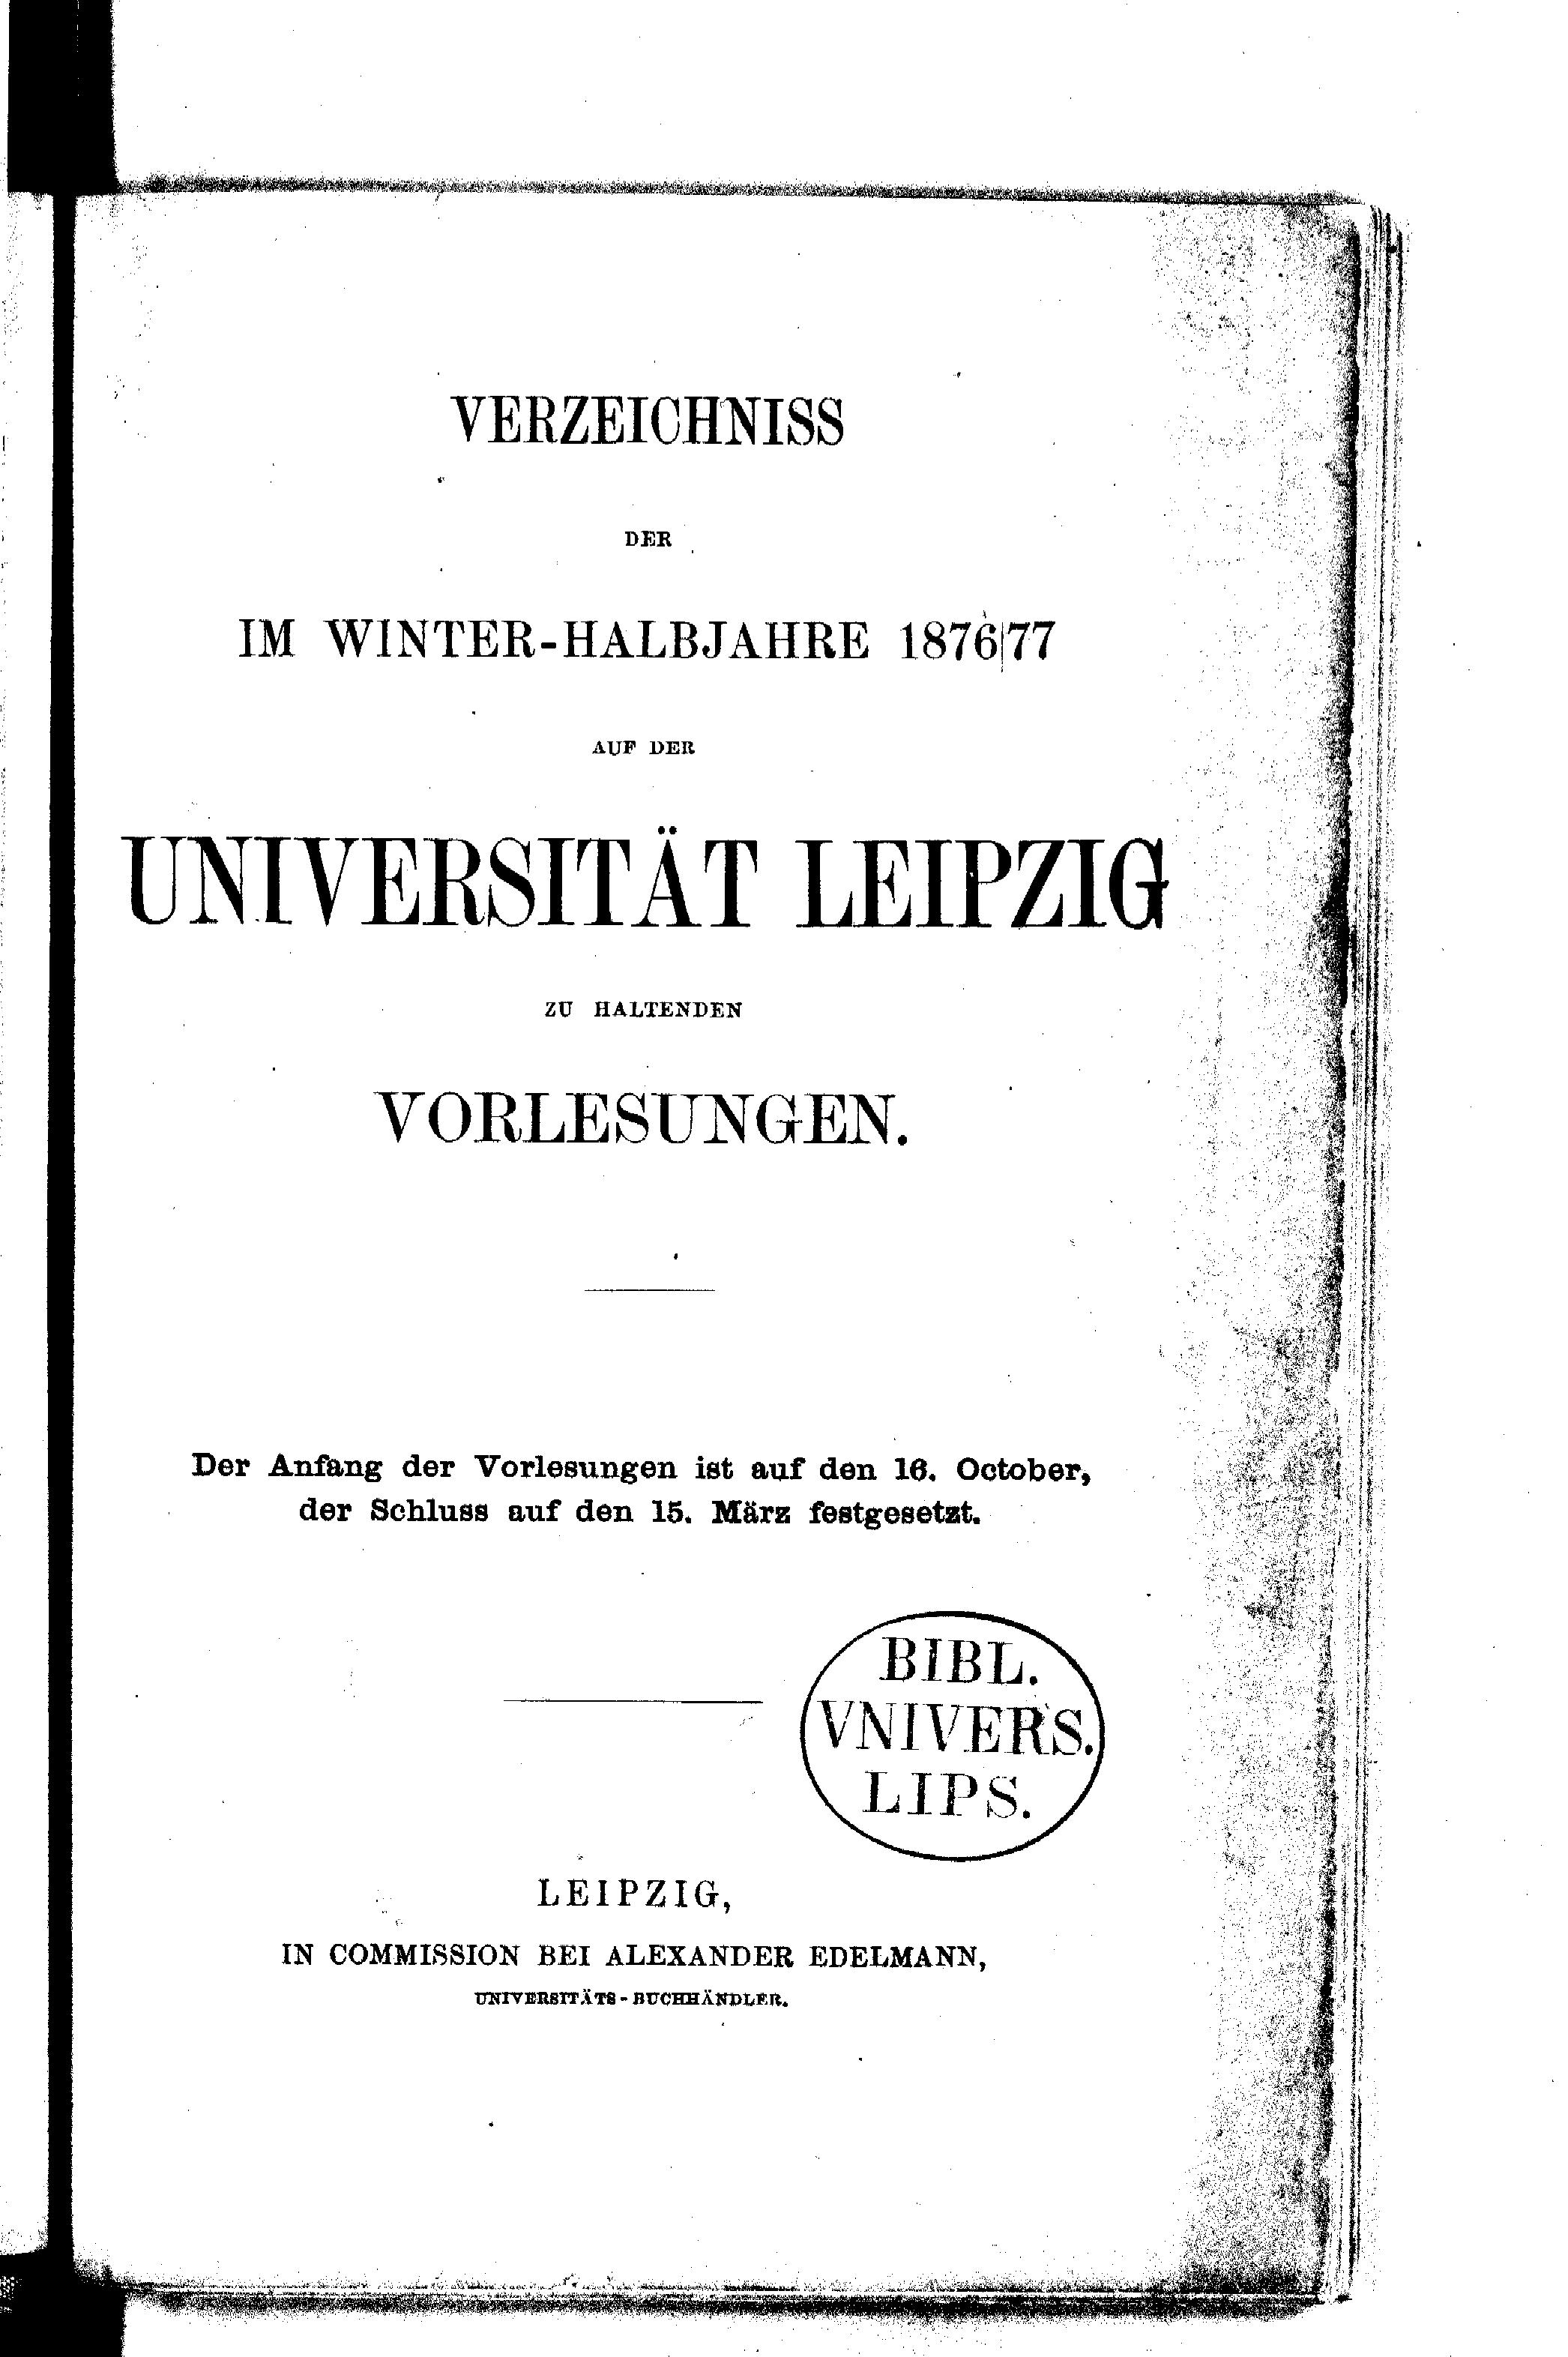 VERZEICHNISS
DER
IM WINTER-HALBJAHRE 1876|77
AUF DER
UNIVERSITÄT LEIPZIG
ZU HALTENDEN
VORLESUNGEN.
Der Anfang der Vorlesungen ist auf den 16. October,
der Schluss auf den 15. März festgesetzt.
BIBL.
VNIVERS.
LIPS.
LEIPZIG,
IN COMMISSION BEI ALEXANDER EDELMANN,
UNIVERSITÄTS-BUCHHÄNDLER.